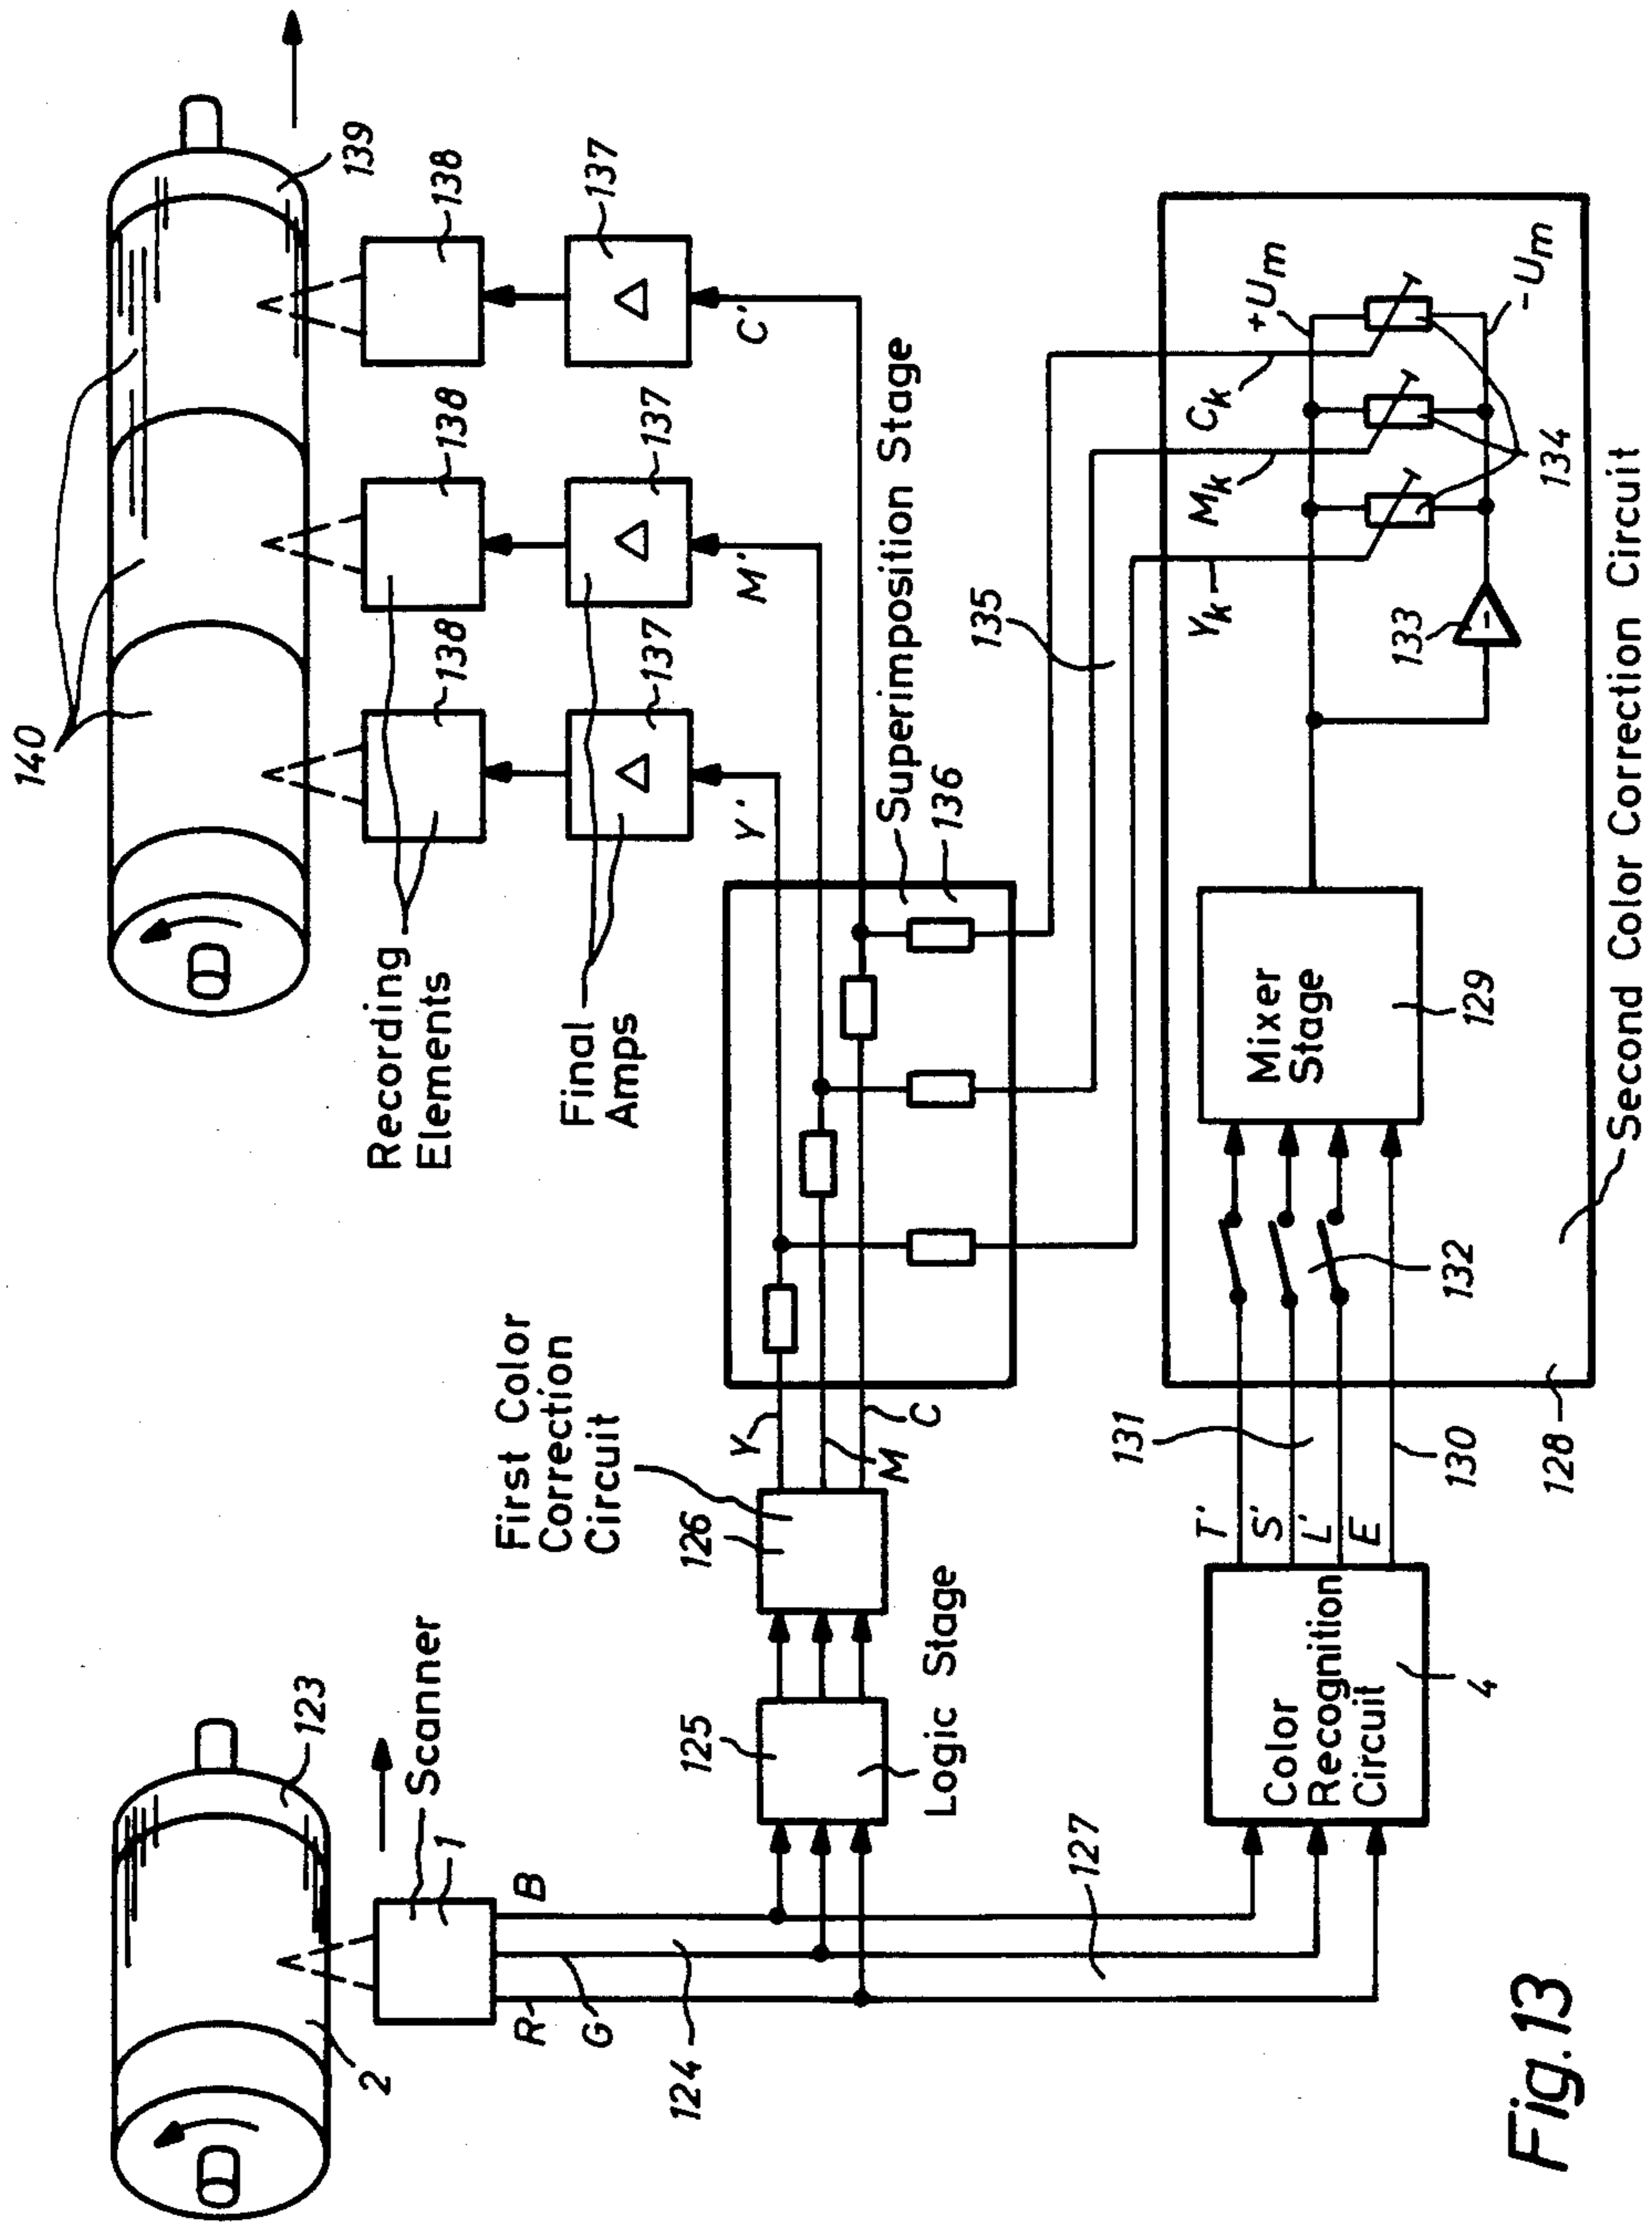 140
139
138
138
138
137
137
137
Recording
Elements
Final
Amps
Y'
M'
C'
Superimposition Stage
136
135
123
2
Scanner
1
R
G
B
124
127
125
Logic Stage
126
First Color
Correction
Circuit
Y
M
C
Color
Recognition
Circuit
4
T'
S'
L'
E
131
130
128
132
Mixer
Stage
129
133
134
Yk
Mk
Ck
+Um
-Um
Second Color Correction Circuit
Fig. 13